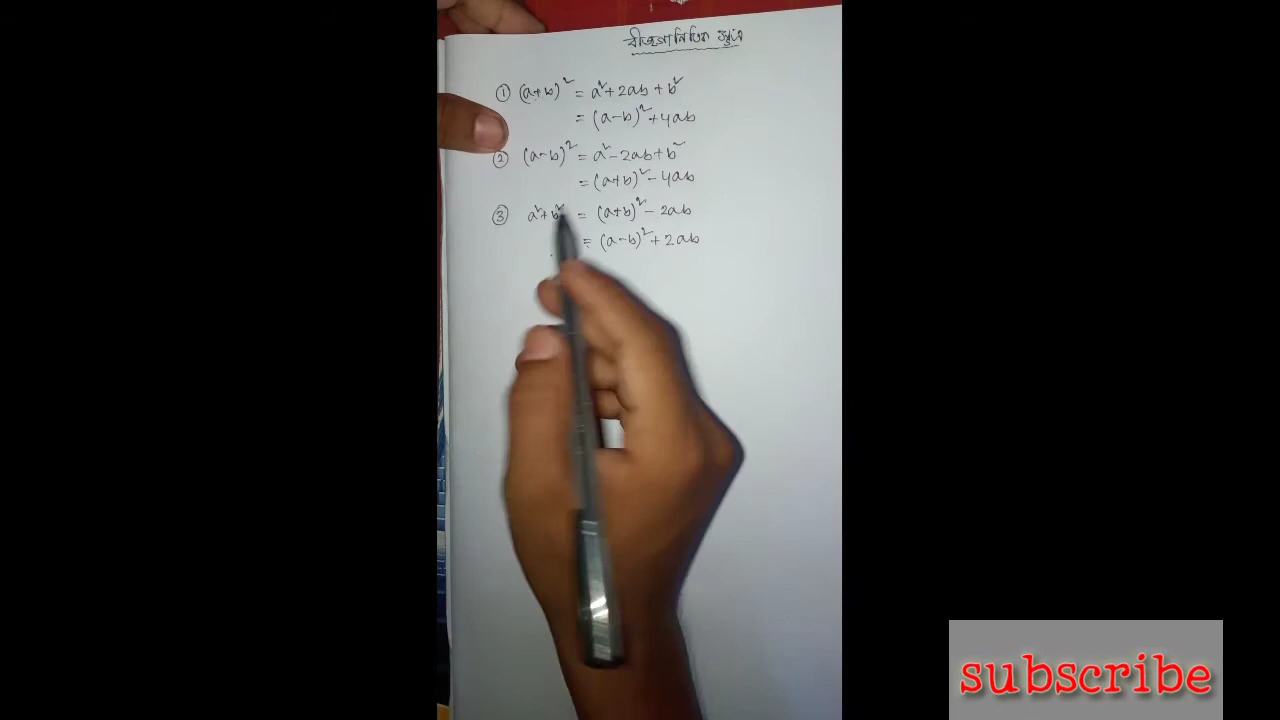 বীজগানিতিক সুত্র
① (a+b)² = a²+2ab+b²
= (a-b)²+4ab
② (a-b)² = a²-2ab+b²
= (a+b)²-4ab
③ a²+b² = (a+b)²-2ab
= (a-b)²+2ab
subscribe